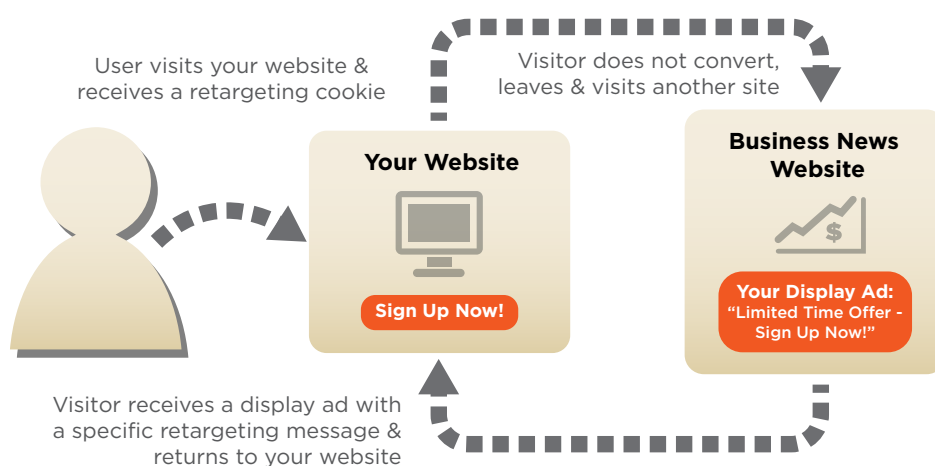 User visits your website &
receives a retargeting cookie
Visitor does not convert,
leaves & visits another site
Your Website
Sign Up Now!
Business News
Website
$
Your Display Ad:
“Limited Time Offer -
Sign Up Now!”
Visitor receives a display ad with
a specific retargeting message &
returns to your website